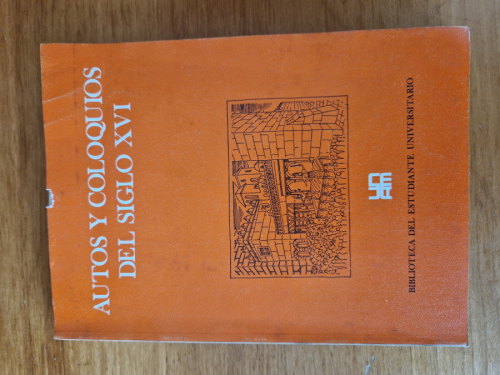 AUTOS Y COLOQUIOS
DEL SIGLO XVI
BIBLIOTECA DEL ESTUDIANTE UNIVERSITARIO